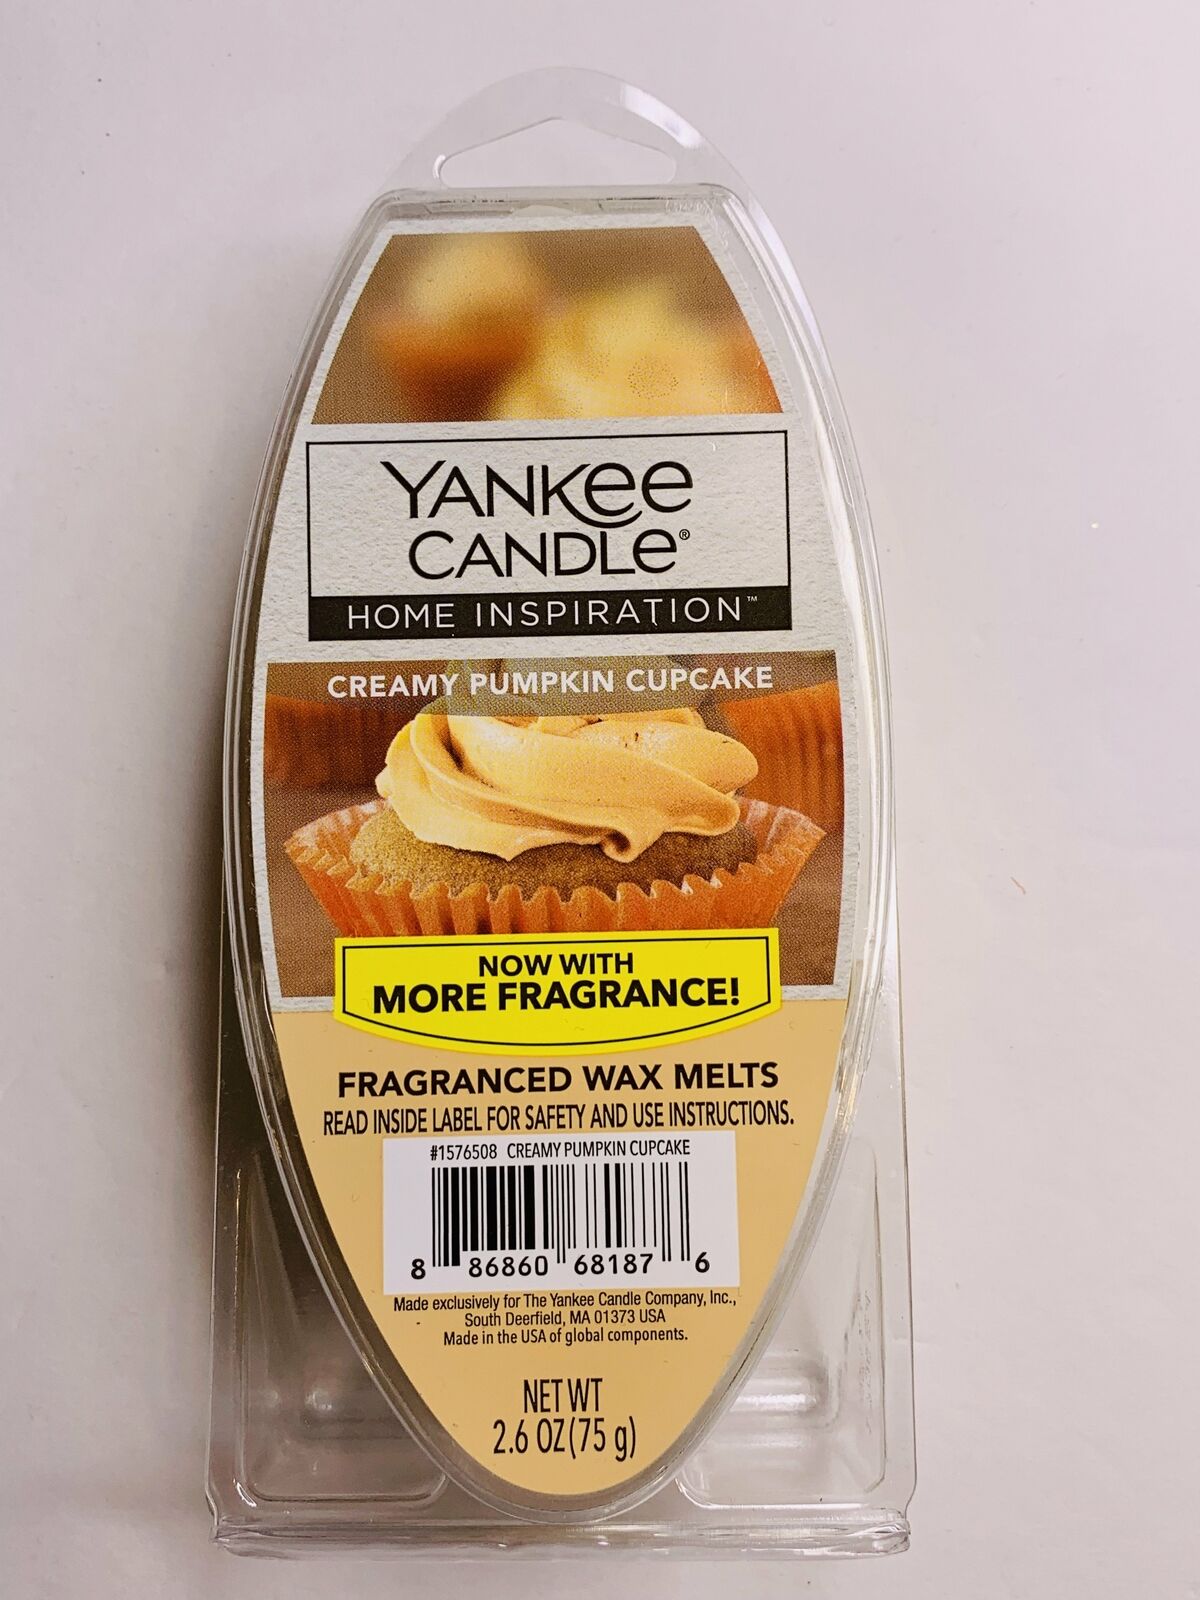 YANKEE
CANDLE®
HOME INSPIRATION™
CREAMY PUMPKIN CUPCAKE
NOW WITH
MORE FRAGRANCE!
FRAGRANCED WAX MELTS
READ INSIDE LABEL FOR SAFETY AND USE INSTRUCTIONS.
#1576508 CREAMY PUMPKIN CUPCAKE
8 86860 68187 6
Made exclusively for The Yankee Candle Company, Inc.,
South Deerfield, MA 01373 USA
Made in the USA of global components.
NET WT
2.6 OZ(75 g)